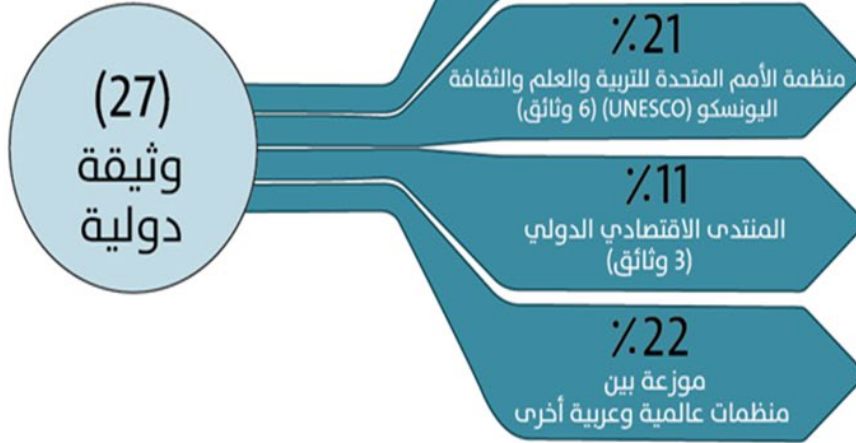 (27)
وثيقة
دولية
٪21
منظمة الأمم المتحدة للتربية والعلم والثقافة
اليونسكو (UNESCO) (6 وثائق)
٪11
المنتدى الاقتصادي الدولي
(3 وثائق)
٪22
موزعة بين
منظمات عالمية وعربية أخرى